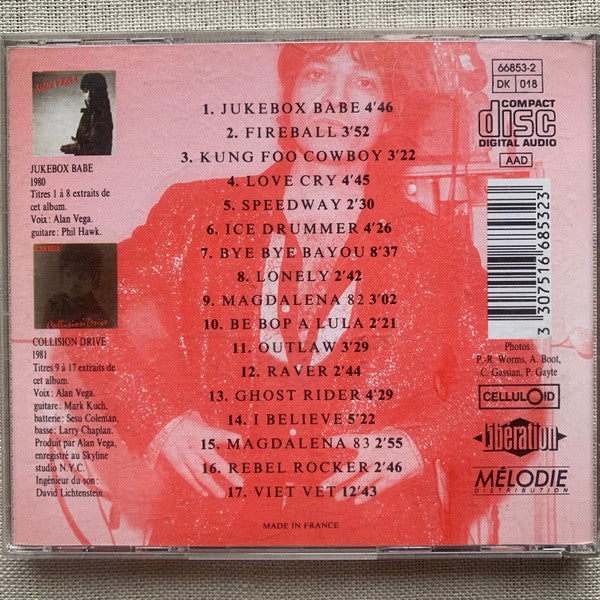 ALAN VEGA
JUKEBOX BABE
1980
Titres 1 à 8 extraits de
cet album.
Voix : Alan Vega.
guitare : Phil Hawk.
ALAN VEGA
Collision Drive
COLLISION DRIVE
1981
Titres 9 à 17 extraits de
cet album.
Voix : Alan Vega.
guitare : Mark Kuch.
batterie : Sesu Coleman.
basse : Larry Chaplan.
Produit par Alan Vega,
enregistré au Skyline
studio N.Y.C.
Ingénieur du son :
David Lichtenstein.
1. JUKEBOX BABE 4'46
2. FIREBALL 3'52
3. KUNG FOO COWBOY 3'22
4. LOVE CRY 4'45
5. SPEEDWAY 2'30
6. ICE DRUMMER 4'26
7. BYE BYE BAYOU 8'37
8. LONELY 2'42
9. MAGDALENA 82 3'02
10. BE BOP A LULA 2'21
11. OUTLAW 3'29
12. RAVER 2'44
13. GHOST RIDER 4'29
14. I BELIEVE 5'22
15. MAGDALENA 83 2'55
16. REBEL ROCKER 2'46
17. VIET VET 12'43
MADE IN FRANCE
66853-2
DK 018
COMPACT
disc
DIGITAL AUDIO
AAD
3 307516 685323
Photos :
P.-R. Worms, A. Boot,
C. Gassian, P. Gayte
CELLULOID
Libération
MÉLODIE
DISTRIBUTION